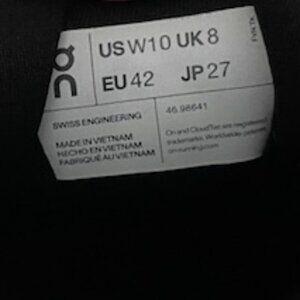 On
US W10 UK 8
EU 42 JP 27
SWISS ENGINEERING
MADE IN VIETNAM
HECHO EN VIETNAM
FABRIQUÉ AU VIETNAM
46.98641
On and CloudTec are registered
trademarks. Worldwide patents.
on-running.com